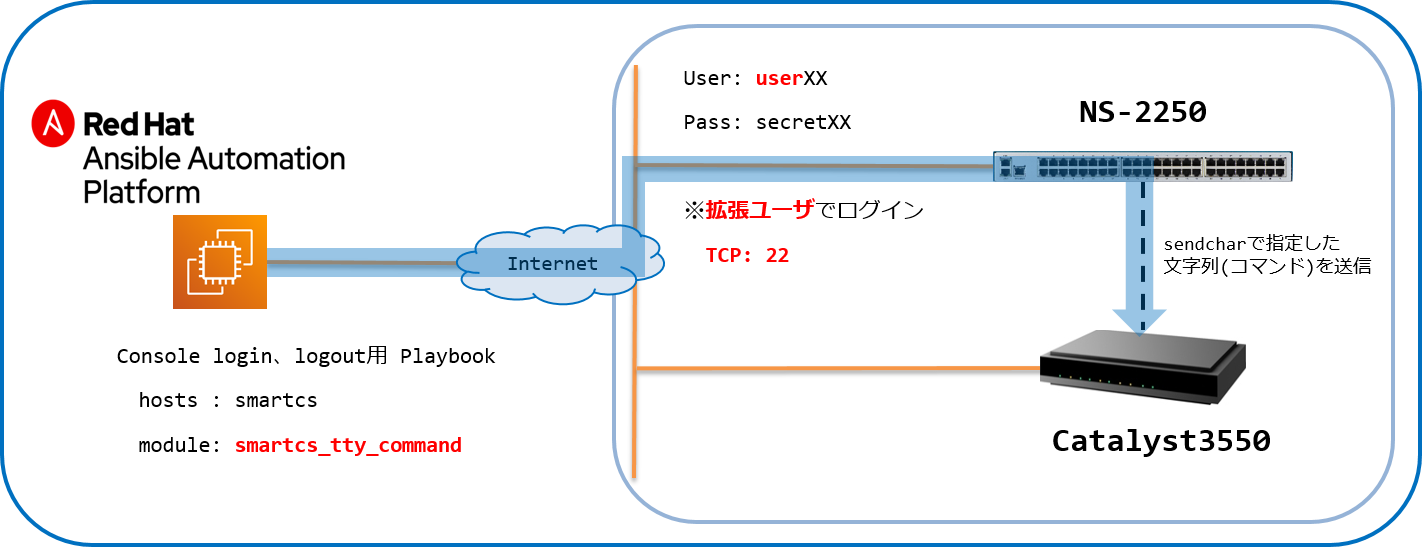 Red Hat
Ansible Automation
Platform
Console login、logout用 Playbook
hosts : smartcs
module: smartcs_tty_command
Internet
User: userXX
Pass: secretXX
※拡張ユーザでログイン
TCP: 22
NS-2250
sendcharで指定した
文字列(コマンド)を送信
Catalyst3550